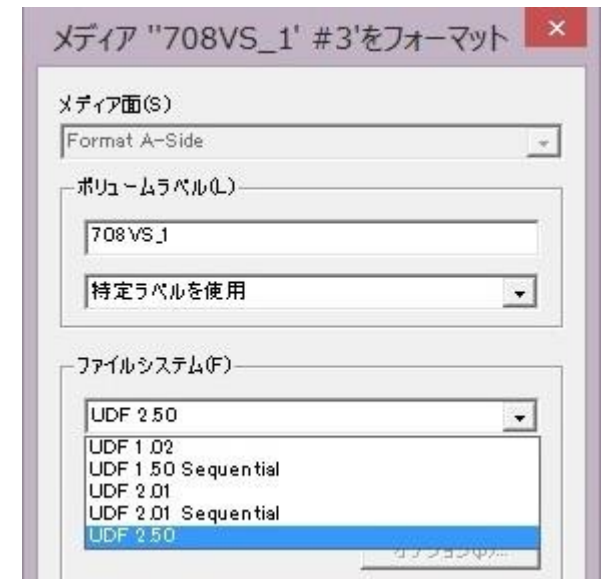 メディア "708VS_1' #3'をフォーマット
メディア面(S)
Format A-Side
ボリュームラベル(L)
708VS_1
特定ラベルを使用
ファイルシステム(F)
UDF 2.50
UDF 1.02
UDF 1.50 Sequential
UDF 2.01
UDF 2.01 Sequential
UDF 2.50